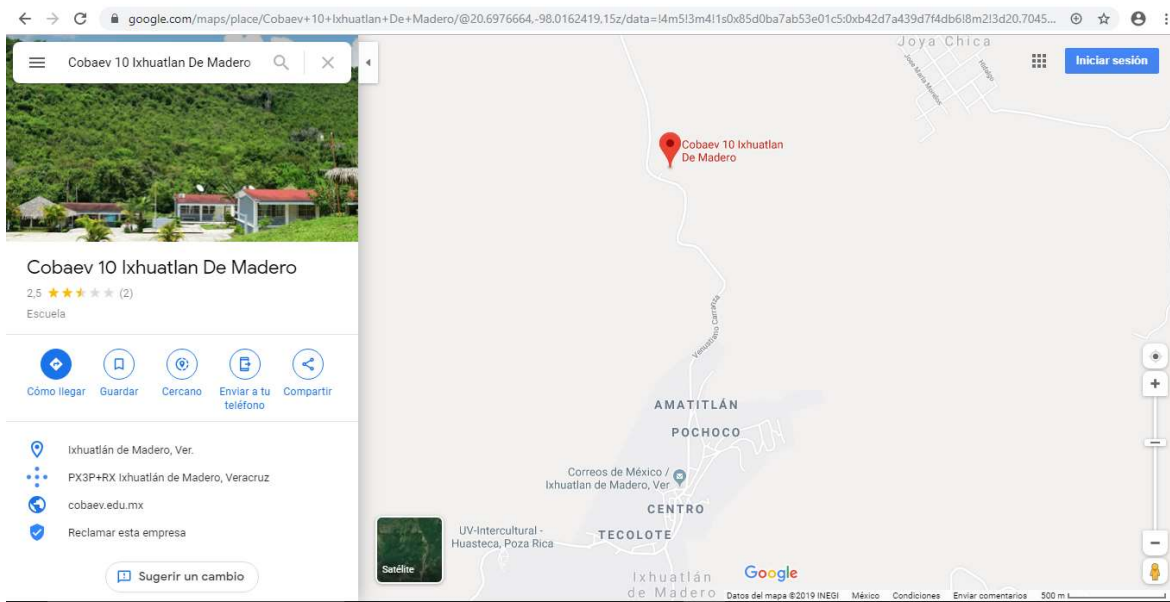 google.com/maps/place/Cobaev+10+Ixhuatlan+De+Madero/@20.6976664,-98.0162419,15z/data=!4m5!3m4!1s0x85d0ba7ab53e01c5:0xb42d7a439d7f4db6!8m2!3d20.7045...
Cobaev 10 Ixhuatlan De Madero
Cobaev 10 Ixhuatlan De Madero
2,5 (2)
Escuela
Cómo llegar
Guardar
Cercano
Enviar a tu
teléfono
Compartir
Ixhuatlán de Madero, Ver.
PX3P+RX Ixhuatlán de Madero, Veracruz
cobaev.edu.mx
Reclamar esta empresa
Sugerir un cambio
Joya Chica
Iniciar sesión
José María Morelos
Hidalgo
Cobaev 10 Ixhuatlan
De Madero
Venustiano Carranza
AMATITLÁN
POCHOCO
Correos de México /
Ixhuatlan de Madero, Ver
CENTRO
TECOLOTE
UV-Intercultural -
Huasteca, Poza Rica
Satélite
Ixhuatlán
de Madero
Google
Datos del mapa ©2019 INEGI México Condiciones Enviar comentarios 500 m